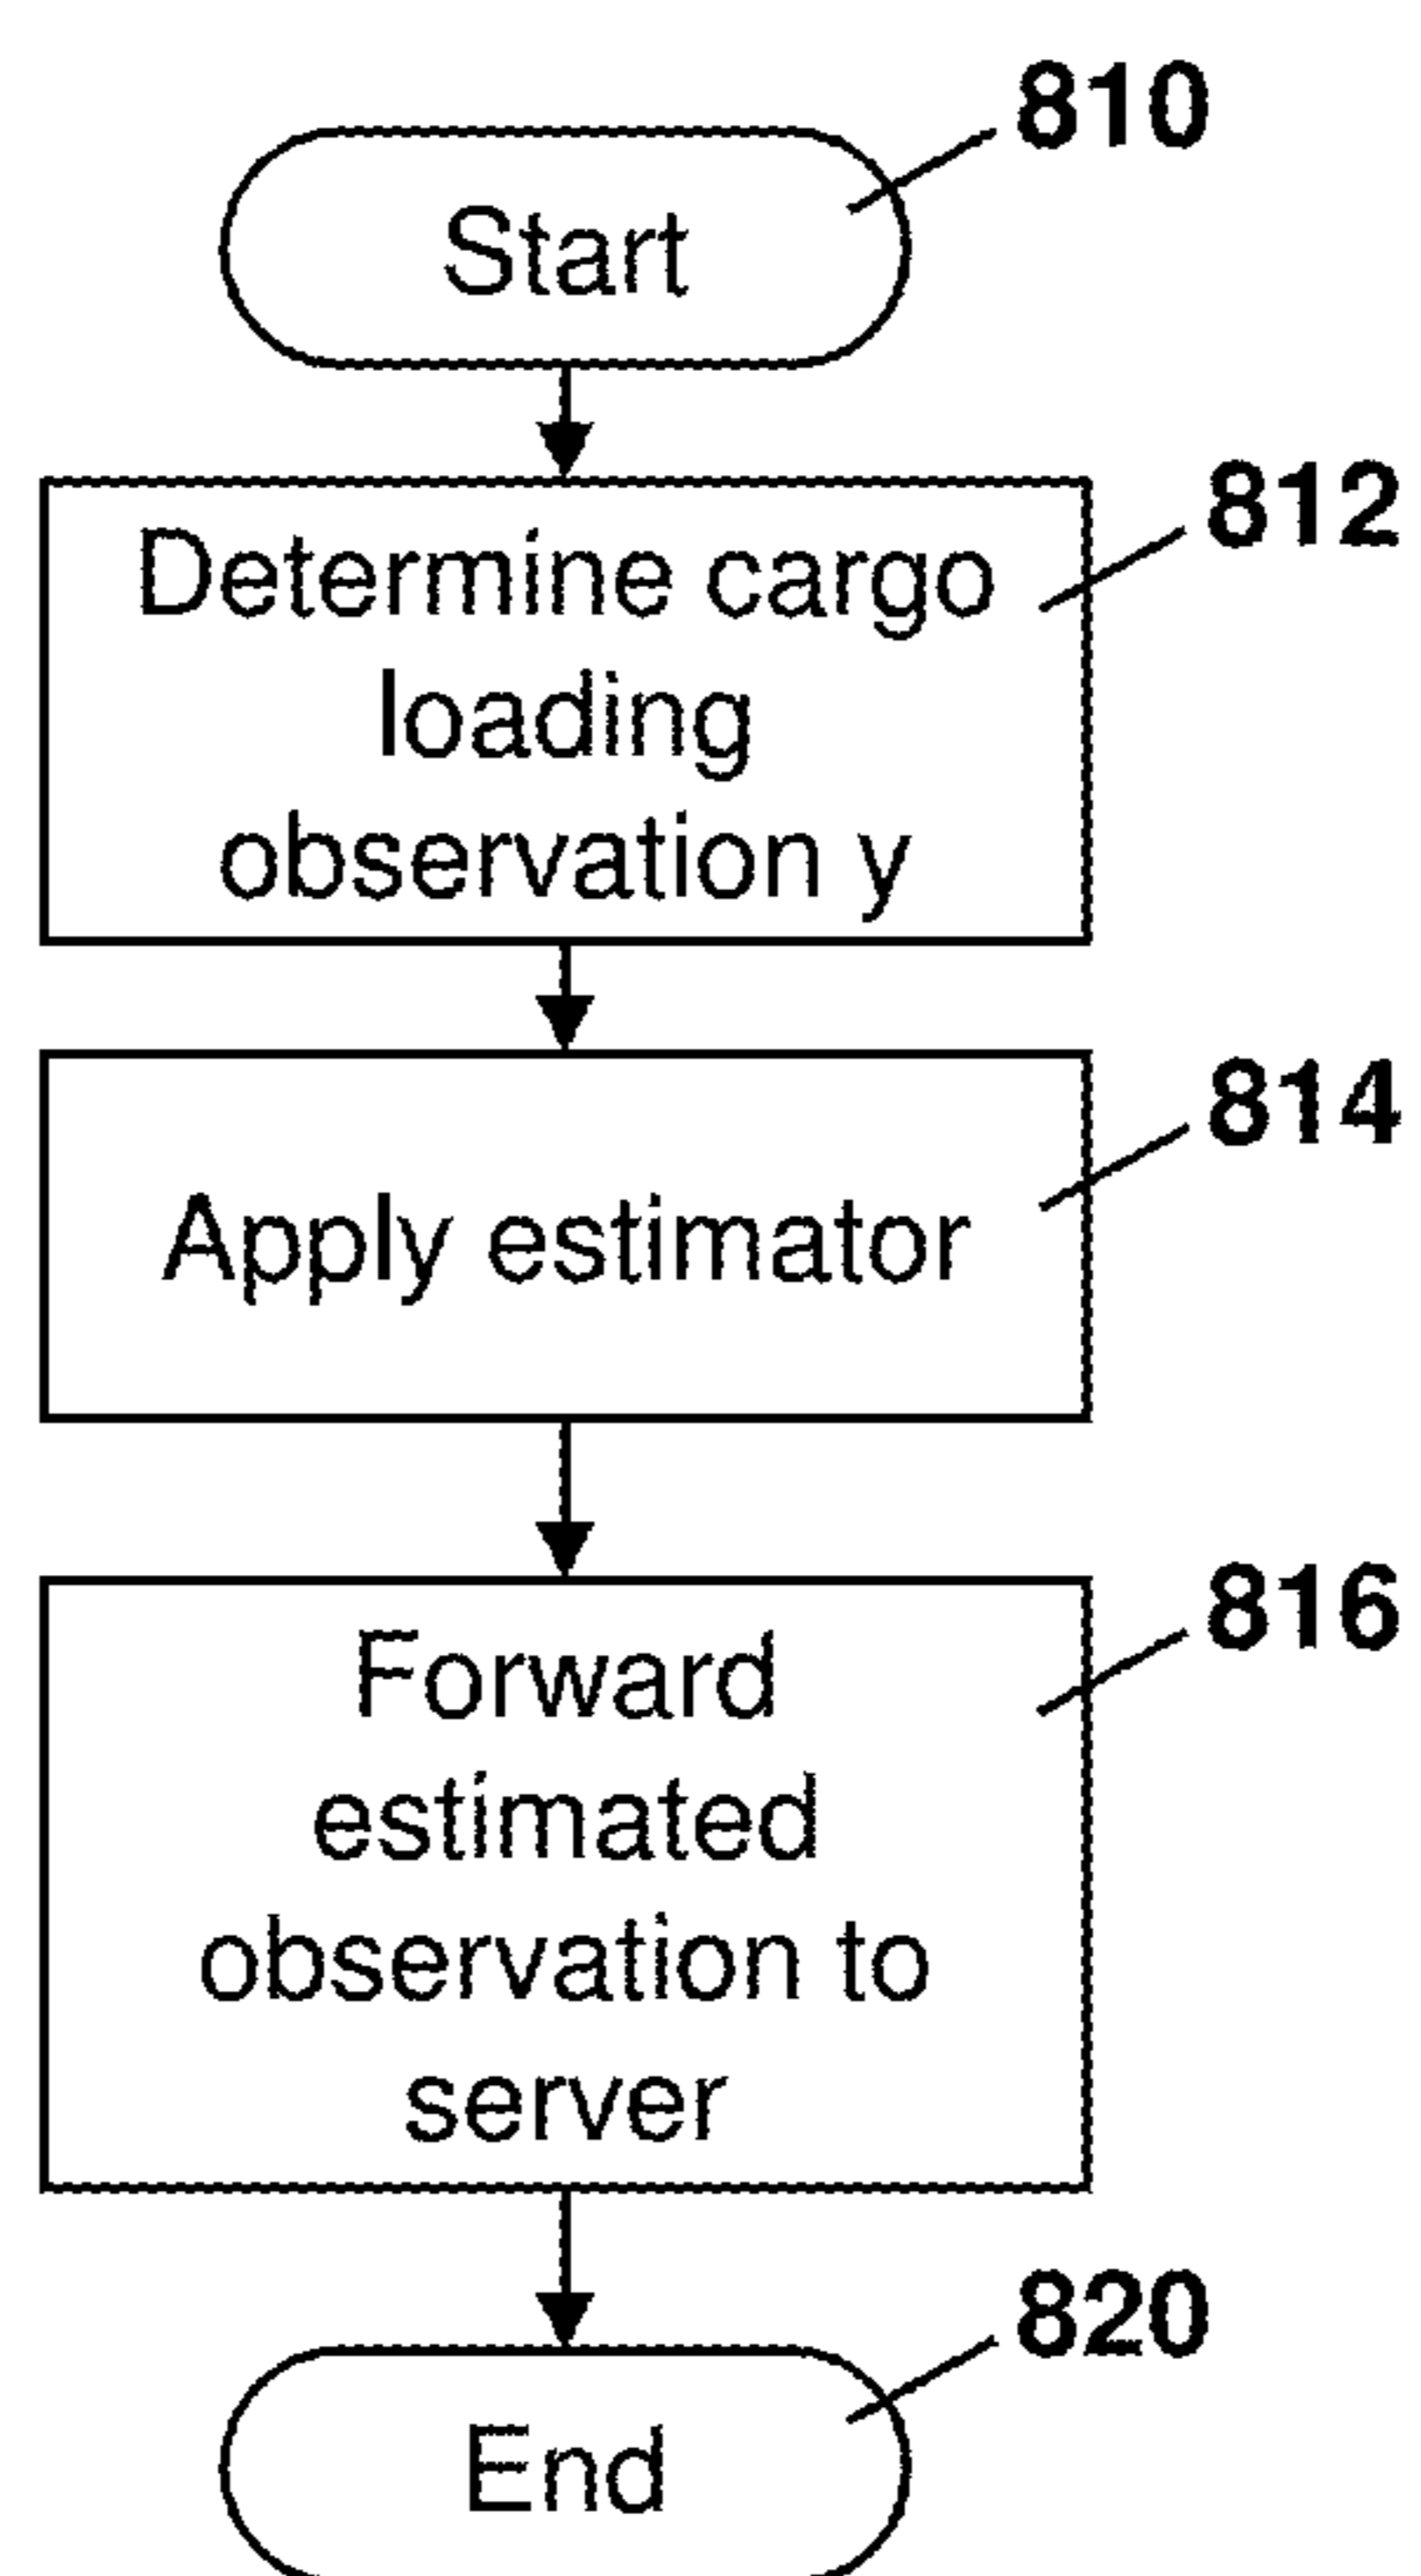 810
Start
812
Determine cargo
loading
observation y
814
Apply estimator
816
Forward
estimated
observation to
server
820
End